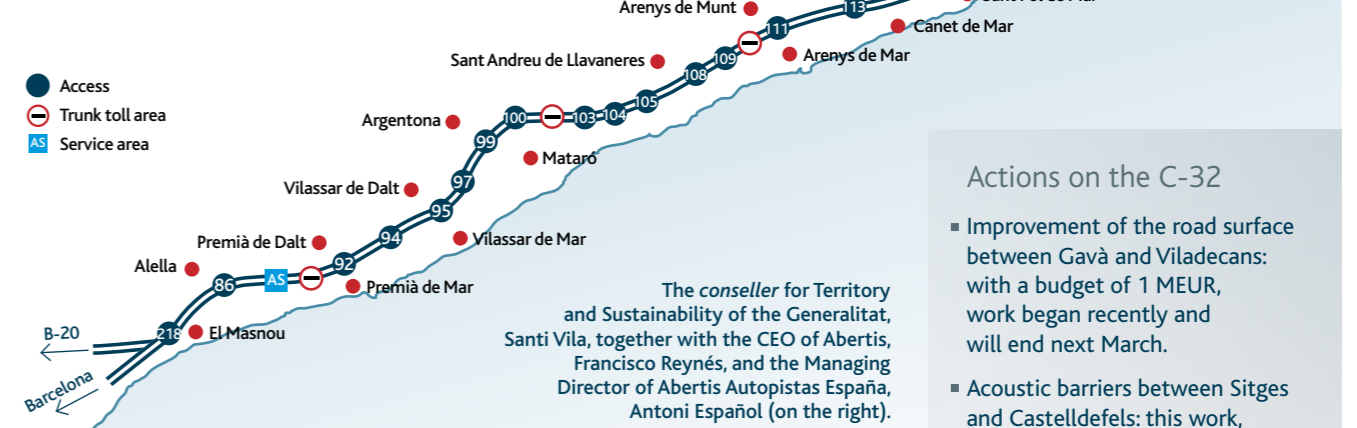 Arenys de Munt
113
111
Canet de Mar
109
Arenys de Mar
Sant Andreu de Llavaneres
108
Access
105
Trunk toll area
Argentona
100
103
104
AS
Service area
99
Mataró
97
Vilassar de Dalt
95
94
Vilassar de Mar
Premià de Dalt
92
Alella
AS
86
Premià de Mar
218
El Masnou
B-20
Barcelona
The conseller for Territory
and Sustainability of the Generalitat,
Santi Vila, together with the CEO of Abertis,
Francisco Reynés, and the Managing
Director of Abertis Autopistas España,
Antoni Español (on the right).
Actions on the C-32
Improvement of the road surface
between Gavà and Viladecans:
with a budget of 1 MEUR,
work began recently and
will end next March.
Acoustic barriers between Sitges
and Castelldefels: this work,